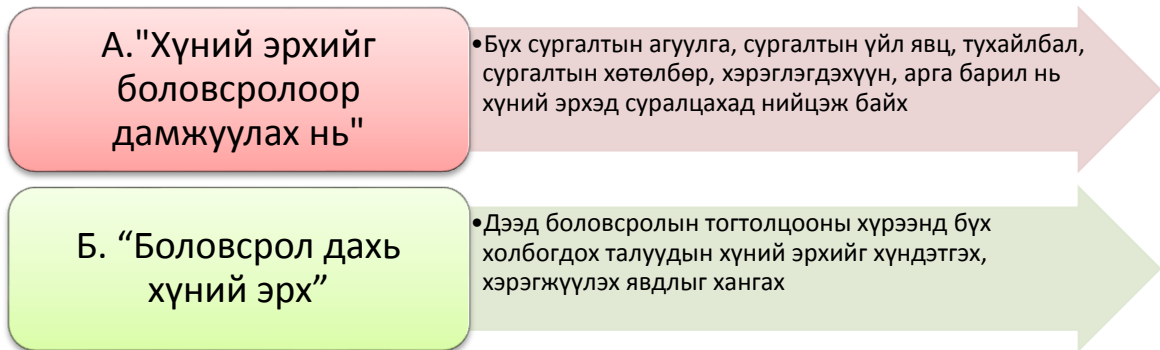 А."Хүний эрхийг
боловсролоор
дамжуулах нь"
•Бүх сургалтын агуулга, сургалтын үйл явц, тухайлбал,
сургалтын хөтөлбөр, хэрэглэгдэхүүн, арга барил нь
хүний эрхэд суралцахад нийцэж байх
Б. “Боловсрол дахь
хүний эрх”
•Дээд боловсролын тогтолцооны хүрээнд бүх
холбогдох талуудын хүний эрхийг хүндэтгэх,
хэрэгжүүлэх явдлыг хангах